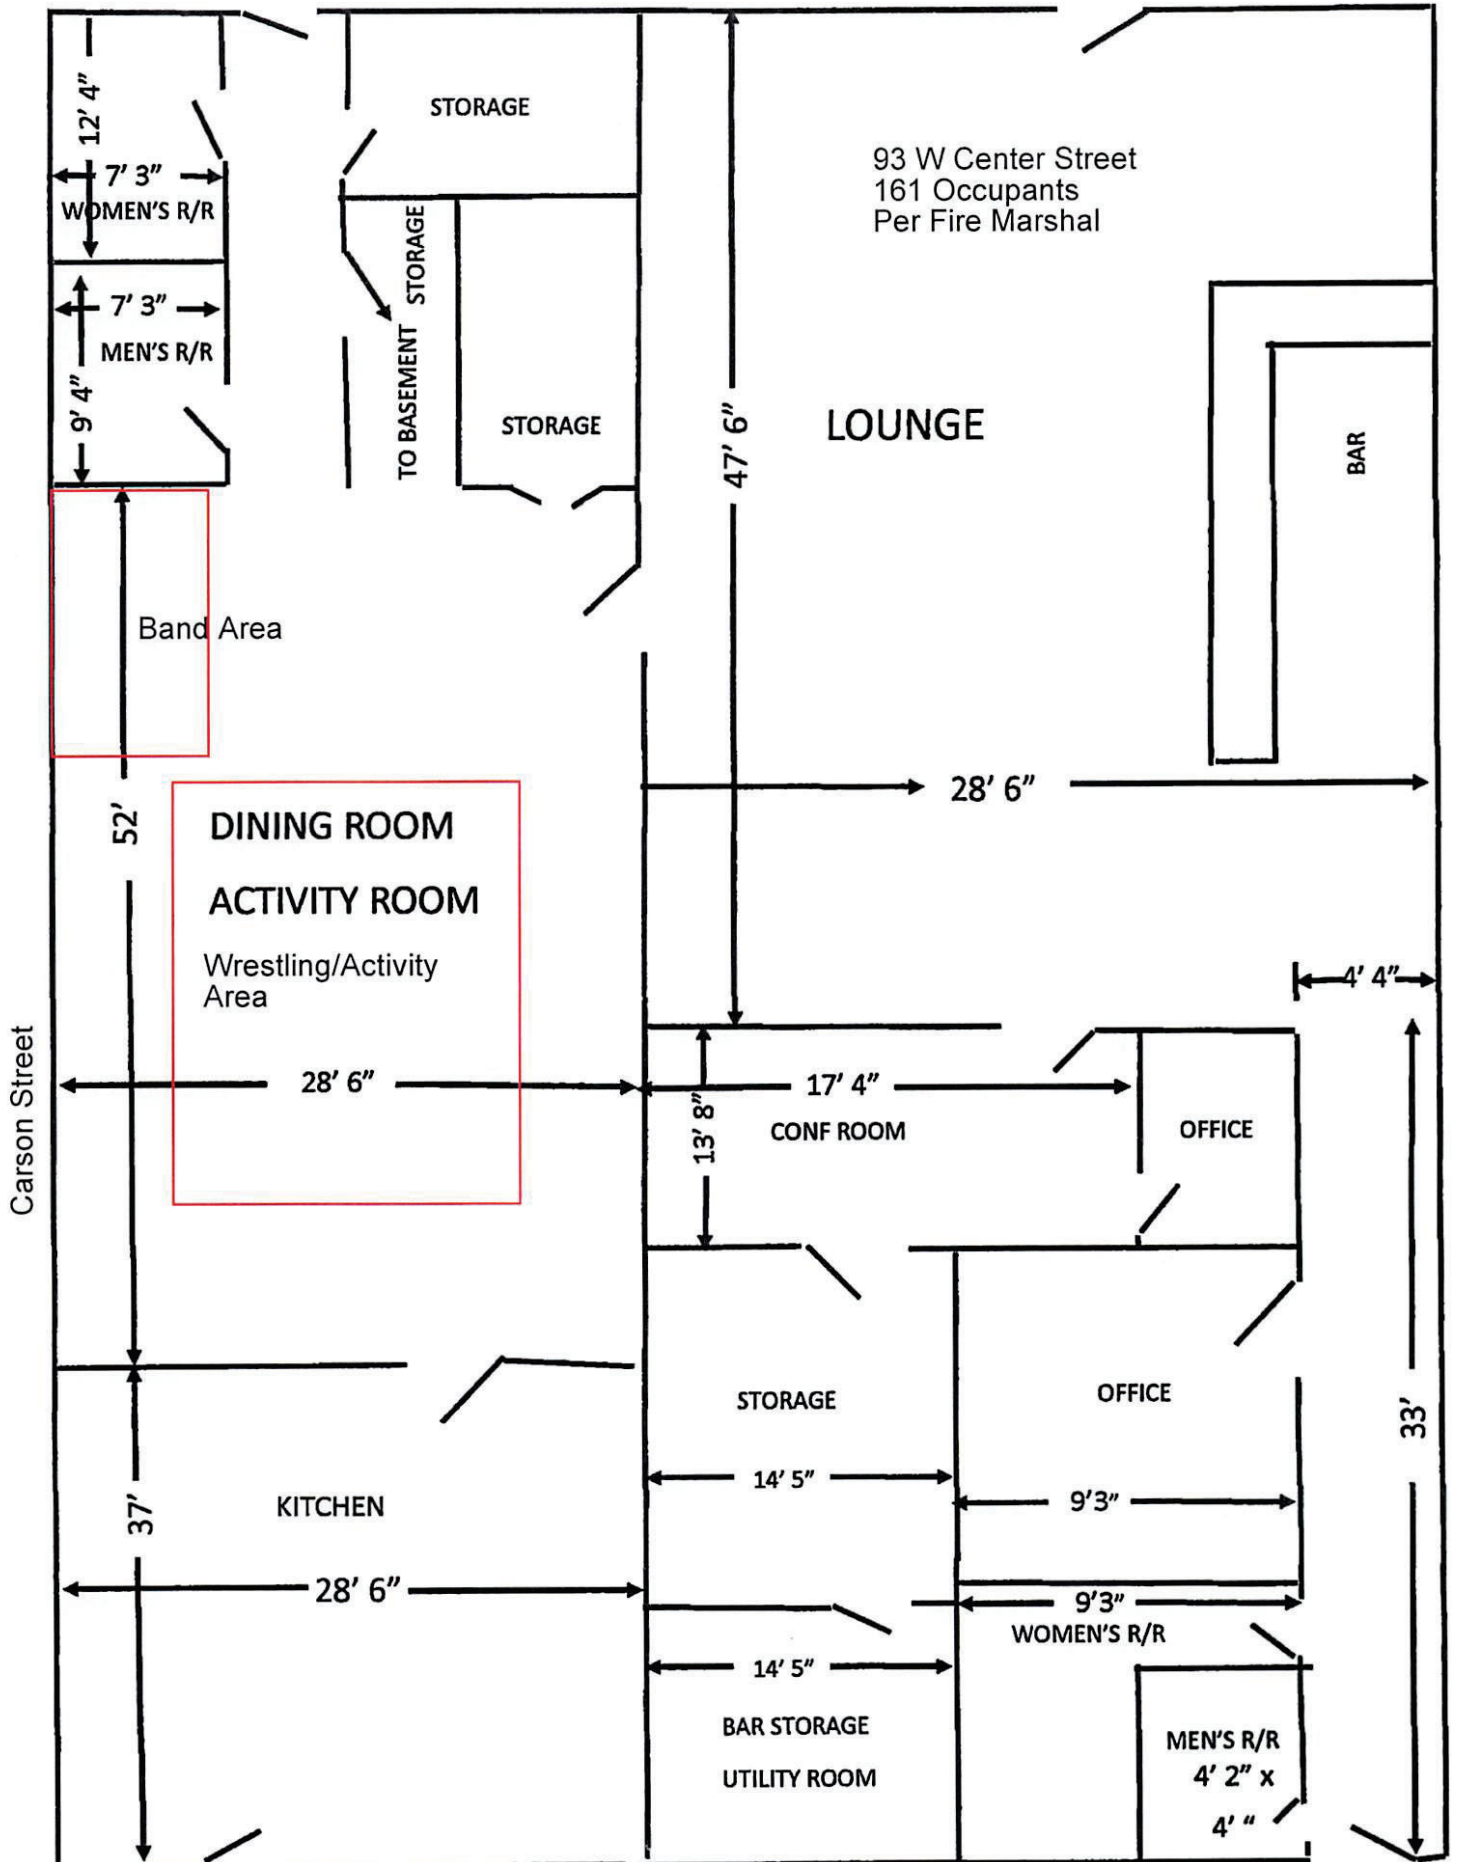 STORAGE
12' 4"
93 W Center Street
161 Occupants
Per Fire Marshal
7' 3"
WOMEN'S R/R
STORAGE
7' 3"
MEN'S R/R
9' 4"
TO BASEMENT
STORAGE
47' 6"
LOUNGE
BAR
Band Area
28' 6"
52'
DINING ROOM
ACTIVITY ROOM
Wrestling/Activity
Area
4' 4"
Carson Street
28' 6"
17' 4"
13' 8"
CONF ROOM
OFFICE
STORAGE
OFFICE
33'
14' 5"
9'3"
KITCHEN
37'
28' 6"
9'3"
WOMEN'S R/R
14' 5"
BAR STORAGE
UTILITY ROOM
MEN'S R/R
4' 2" x
4' "